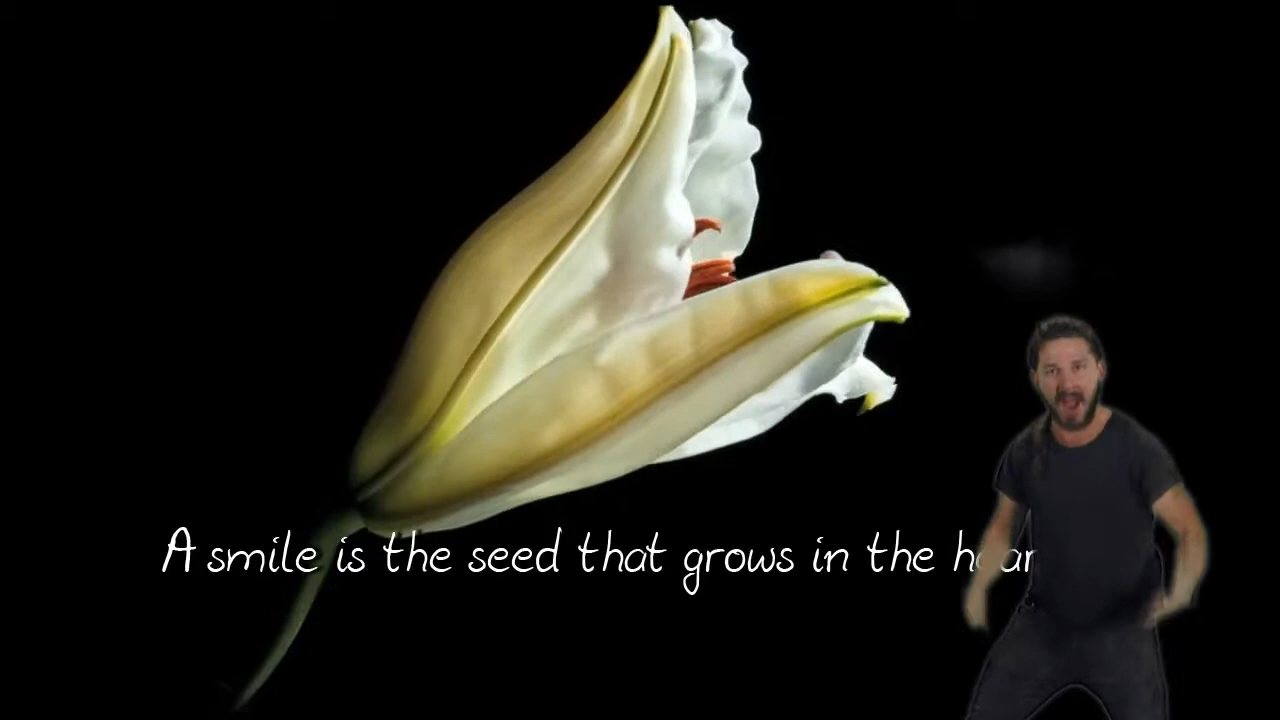 A smile is the seed that grows in the